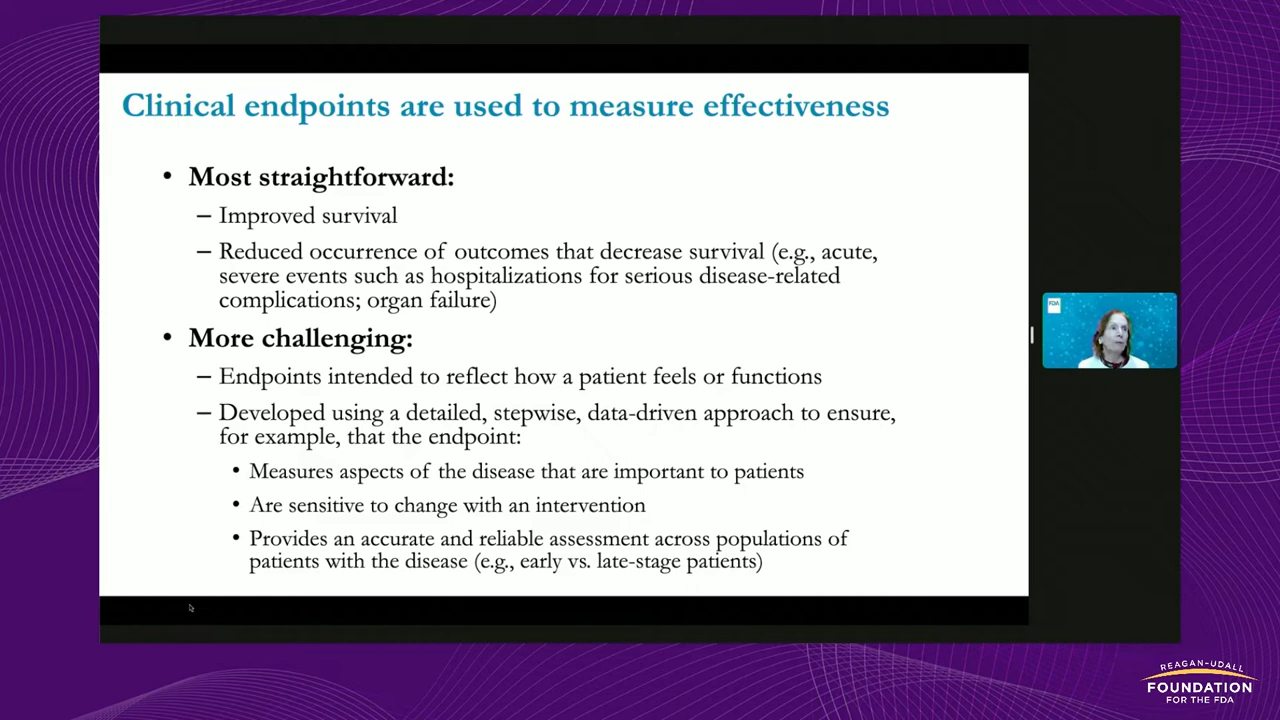 Clinical endpoints are used to measure effectiveness
• Most straightforward:
– Improved survival
– Reduced occurrence of outcomes that decrease survival (e.g., acute,
severe events such as hospitalizations for serious disease-related
complications; organ failure)
• More challenging:
– Endpoints intended to reflect how a patient feels or functions
– Developed using a detailed, stepwise, data-driven approach to ensure,
for example, that the endpoint:
• Measures aspects of the disease that are important to patients
• Are sensitive to change with an intervention
• Provides an accurate and reliable assessment across populations of
patients with the disease (e.g., early vs. late-stage patients)
FDA
REAGAN-UDALL
FOUNDATION
FOR THE FDA